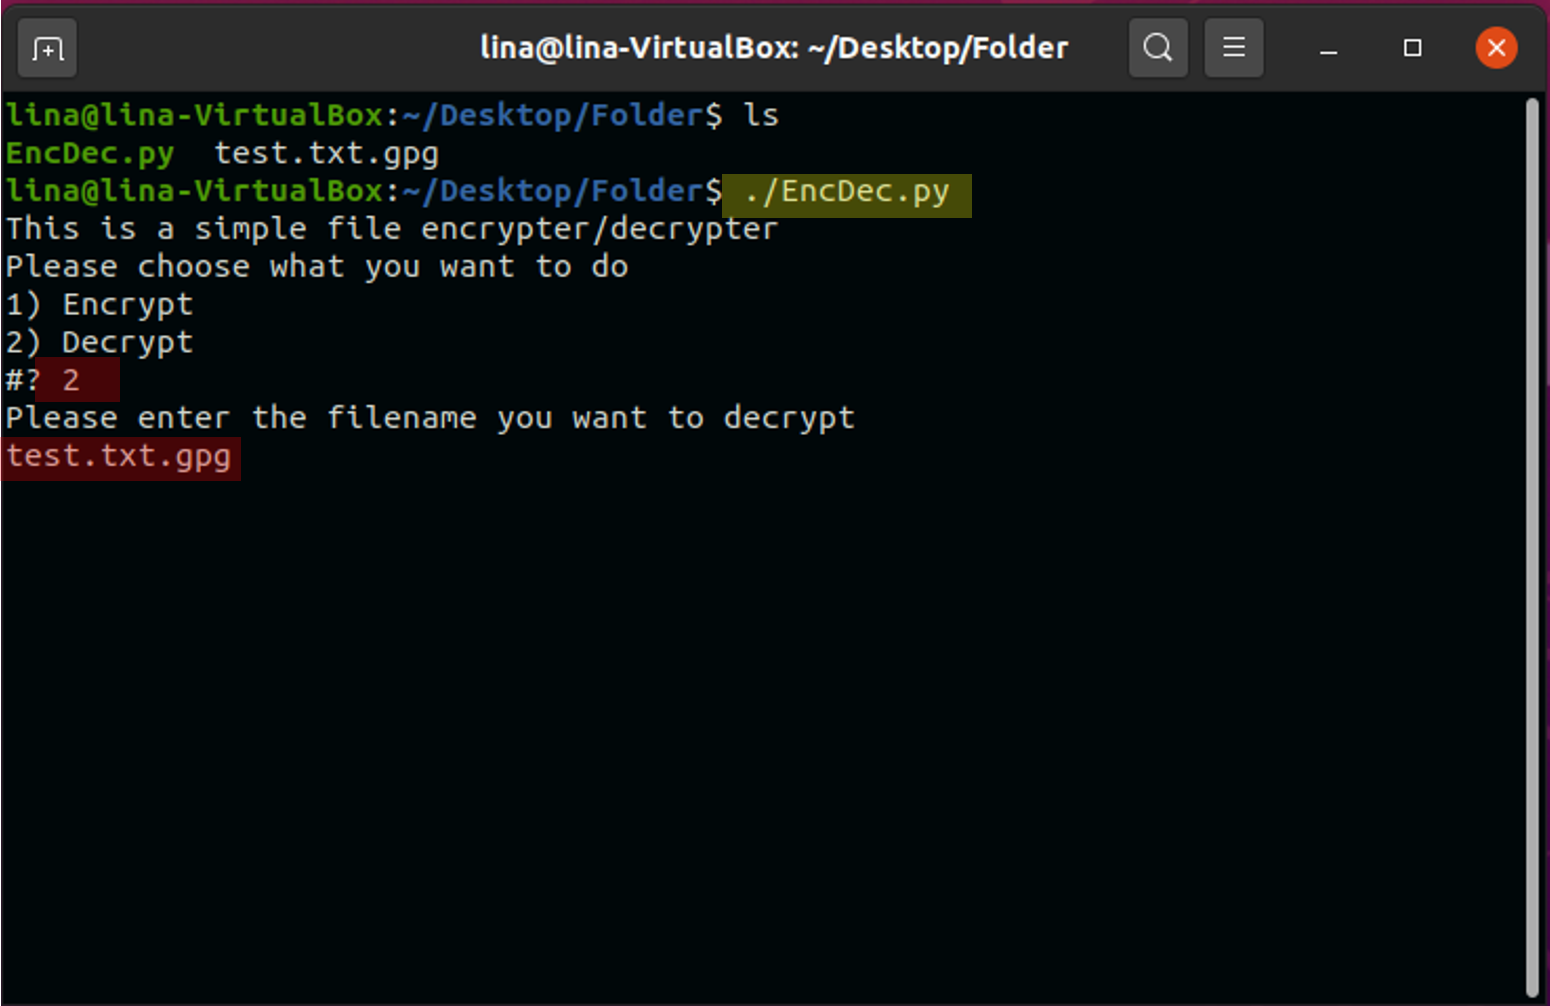 lina@lina-VirtualBox: ~/Desktop/Folder
lina@lina-VirtualBox:~/Desktop/Folder$ ls
EncDec.py  test.txt.gpg
lina@lina-VirtualBox:~/Desktop/Folder$ ./EncDec.py
This is a simple file encrypter/decrypter
Please choose what you want to do
1) Encrypt
2) Decrypt
#? 2
Please enter the filename you want to decrypt
test.txt.gpg